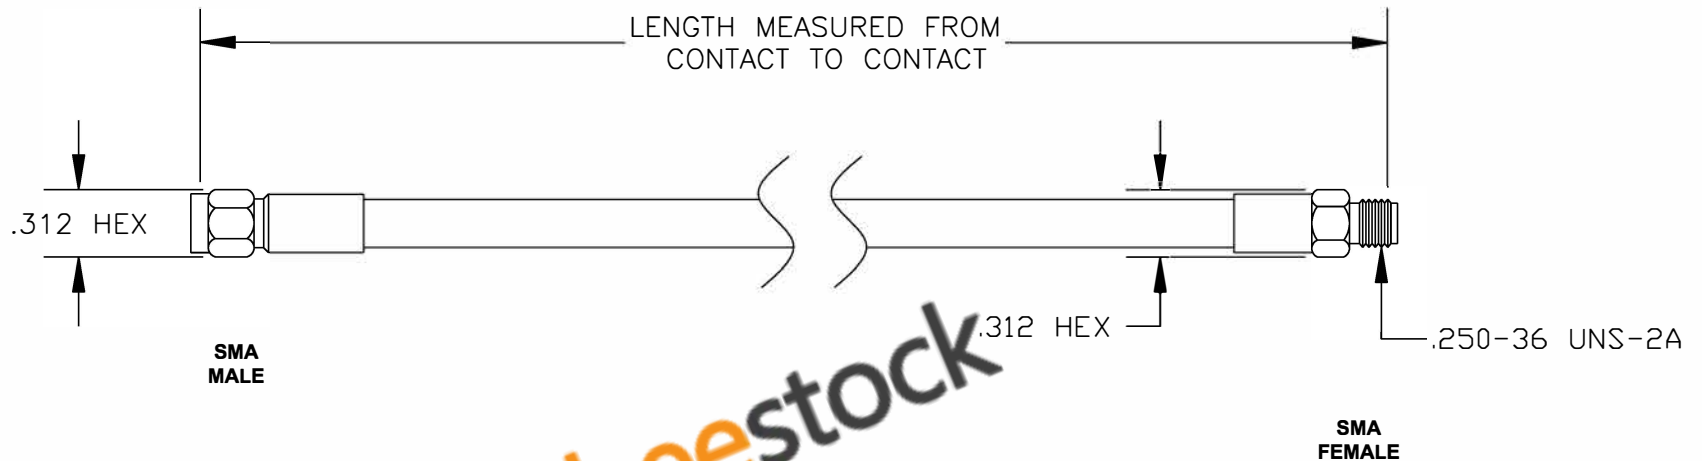 LENGTH MEASURED FROM
CONTACT TO CONTACT
.312 HEX
.312 HEX
.250-36 UNS-2A
SMA
MALE
SMA
FEMALE